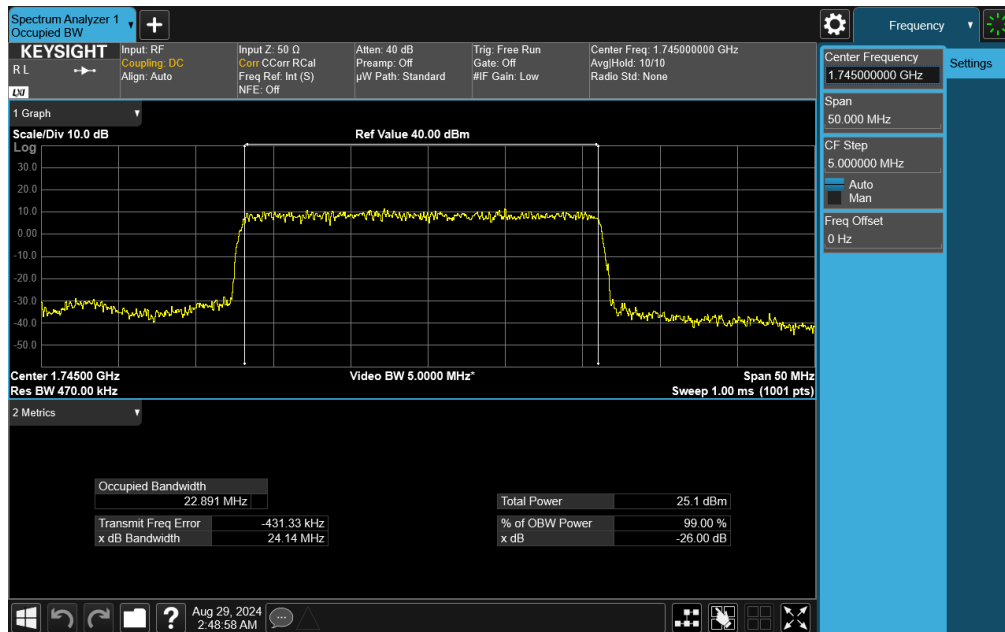 Spectrum Analyzer 1
Occupied BW
Frequency
KEYSIGHT
R L
LXI
Input: RF
Coupling: DC
Align: Auto
Input Z: 50 Ω
Corr CCorr RCal
Freq Ref: Int (S)
NFE: Off
Atten: 40 dB
Preamp: Off
µW Path: Standard
Trig: Free Run
Gate: Off
#IF Gain: Low
Center Freq: 1.745000000 GHz
Avg|Hold: 10/10
Radio Std: None
Center Frequency
1.745000000 GHz
Settings
Span
50.000 MHz
CF Step
5.000000 MHz
Auto
Man
Freq Offset
0 Hz
1 Graph
Scale/Div 10.0 dB
Ref Value 40.00 dBm
Log
30.0
20.0
10.0
0.00
-10.0
-20.0
-30.0
-40.0
-50.0
Center 1.74500 GHz
Video BW 5.0000 MHz*
Span 50 MHz
Res BW 470.00 kHz
Sweep 1.00 ms (1001 pts)
2 Metrics
Occupied Bandwidth
22.891 MHz
Total Power 25.1 dBm
Transmit Freq Error -431.33 kHz
% of OBW Power 99.00 %
x dB Bandwidth 24.14 MHz
x dB -26.00 dB
?
Aug 29, 2024
2:48:58 AM